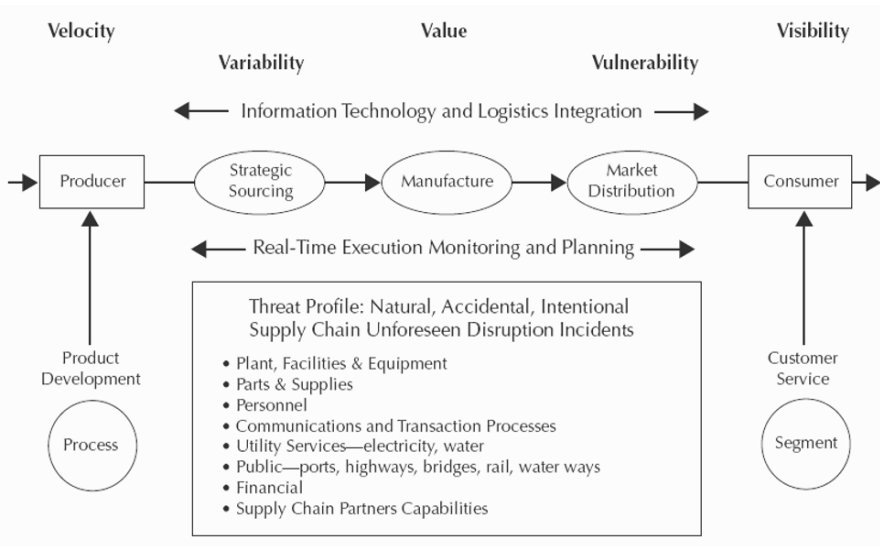 Velocity
Value
Visibility
Variability
Vulnerability
Information Technology and Logistics Integration
Producer
Strategic
Sourcing
Manufacture
Market
Distribution
Consumer
Real-Time Execution Monitoring and Planning
Threat Profile: Natural, Accidental, Intentional
Supply Chain Unforeseen Disruption Incidents
• Plant, Facilities & Equipment
• Parts & Supplies
• Personnel
• Communications and Transaction Processes
• Utility Services—electricity, water
• Public—ports, highways, bridges, rail, water ways
• Financial
• Supply Chain Partners Capabilities
Product
Development
Process
Customer
Service
Segment